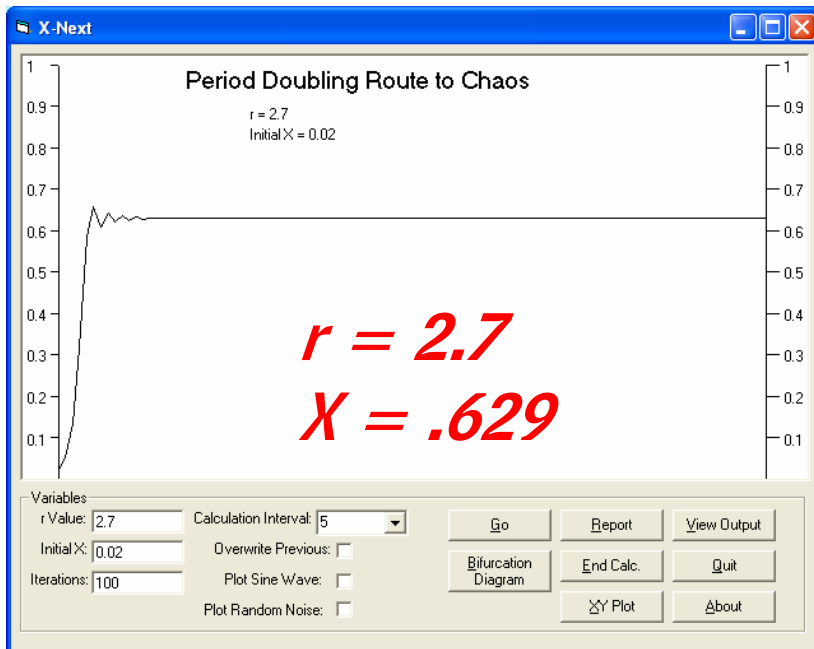 X-Next
Period Doubling Route to Chaos
r = 2.7
Initial X = 0.02
1
0.9
0.8
0.7
0.6
0.5
0.4
0.3
0.2
0.1
1
0.9
0.8
0.7
0.6
0.5
0.4
0.3
0.2
0.1
r = 2.7
X = .629
Variables
r Value: 2.7
Initial X: 0.02
Iterations: 100
Calculation Interval: 5
Overwrite Previous:
Plot Sine Wave:
Plot Random Noise:
Go
Report
View Output
Bifurcation
Diagram
End Calc.
Quit
XY Plot
About